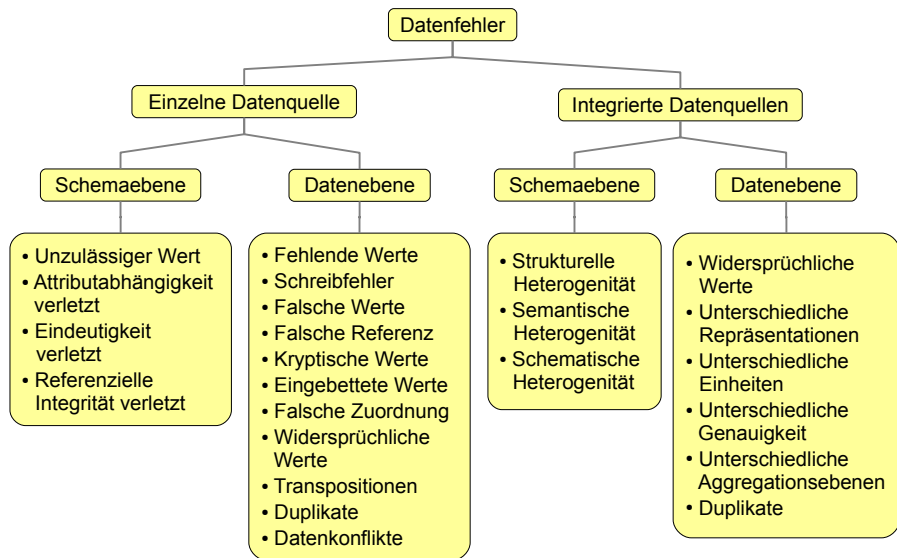 Datenfehler
Einzelne Datenquelle
Integrierte Datenquellen
Schemaebene
Datenebene
Schemaebene
Datenebene
• Unzulässiger Wert
• Attributabhängigkeit
verletzt
• Eindeutigkeit
verletzt
• Referenzielle
Integrität verletzt
• Fehlende Werte
• Schreibfehler
• Falsche Werte
• Falsche Referenz
• Kryptische Werte
• Eingebettete Werte
• Falsche Zuordnung
• Widersprüchliche
Werte
• Transpositionen
• Duplikate
• Datenkonflikte
• Strukturelle
Heterogenität
• Semantische
Heterogenität
• Schematische
Heterogenität
• Widersprüchliche
Werte
• Unterschiedliche
Repräsentationen
• Unterschiedliche
Einheiten
• Unterschiedliche
Genauigkeit
• Unterschiedliche
Aggregationsebenen
• Duplikate